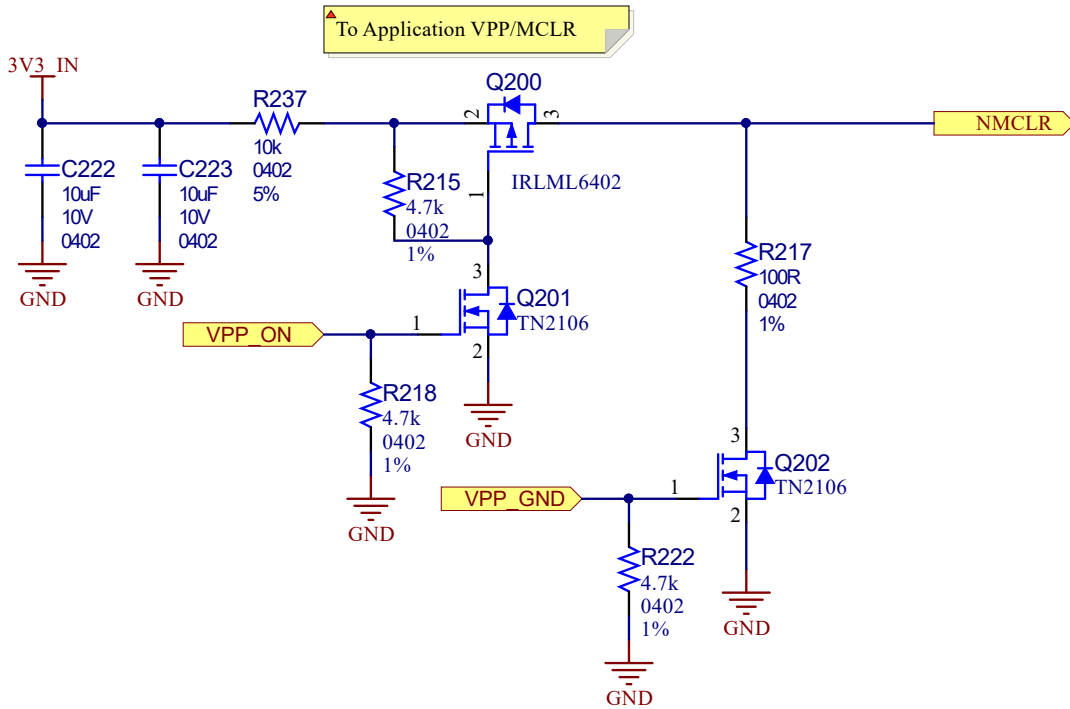 To Application VPP/MCLR
3V3_IN
Q200
R237
2
3
NMCLR
10k
0402
5%
C222
10uF
10V
0402
C223
10uF
10V
0402
R215
4.7k
0402
1%
1
IRLML6402
GND
GND
R217
100R
0402
1%
3
Q201
TN2106
VPP_ON
1
2
R218
4.7k
0402
1%
GND
3
Q202
TN2106
VPP_GND
1
2
GND
R222
4.7k
0402
1%
GND
GND